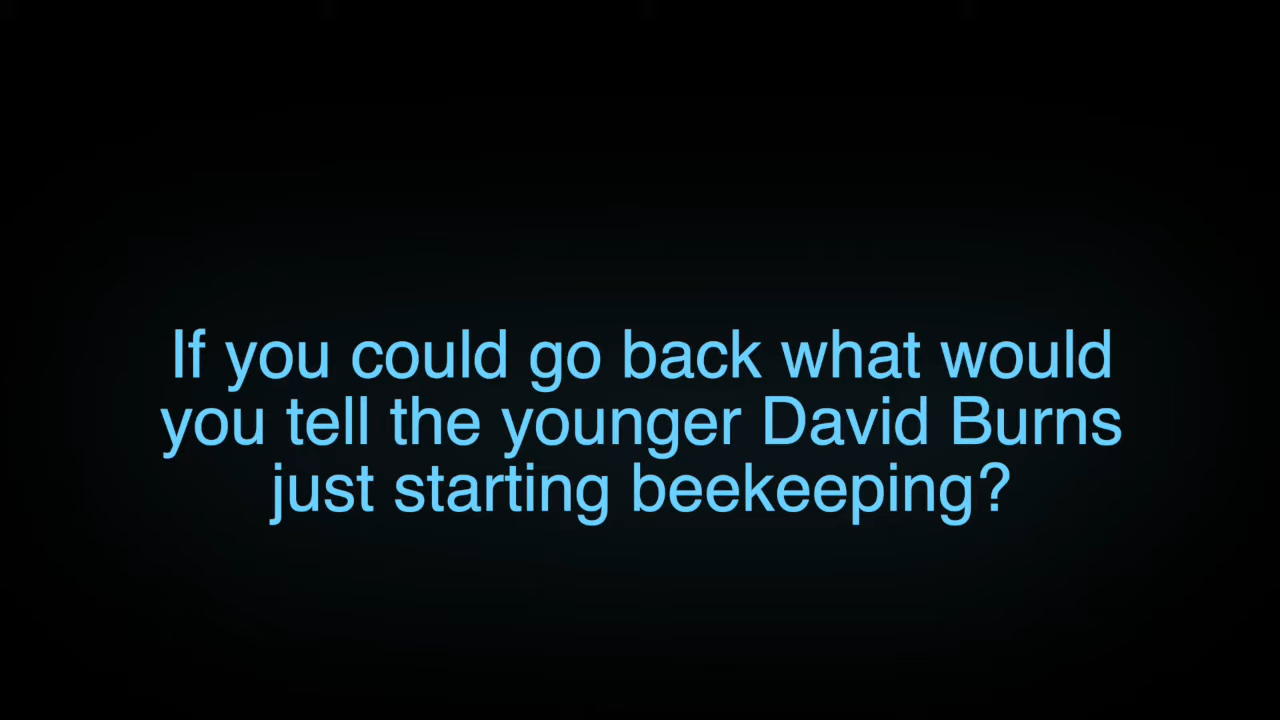 If you could go back what would
you tell the younger David Burns
just starting beekeeping?